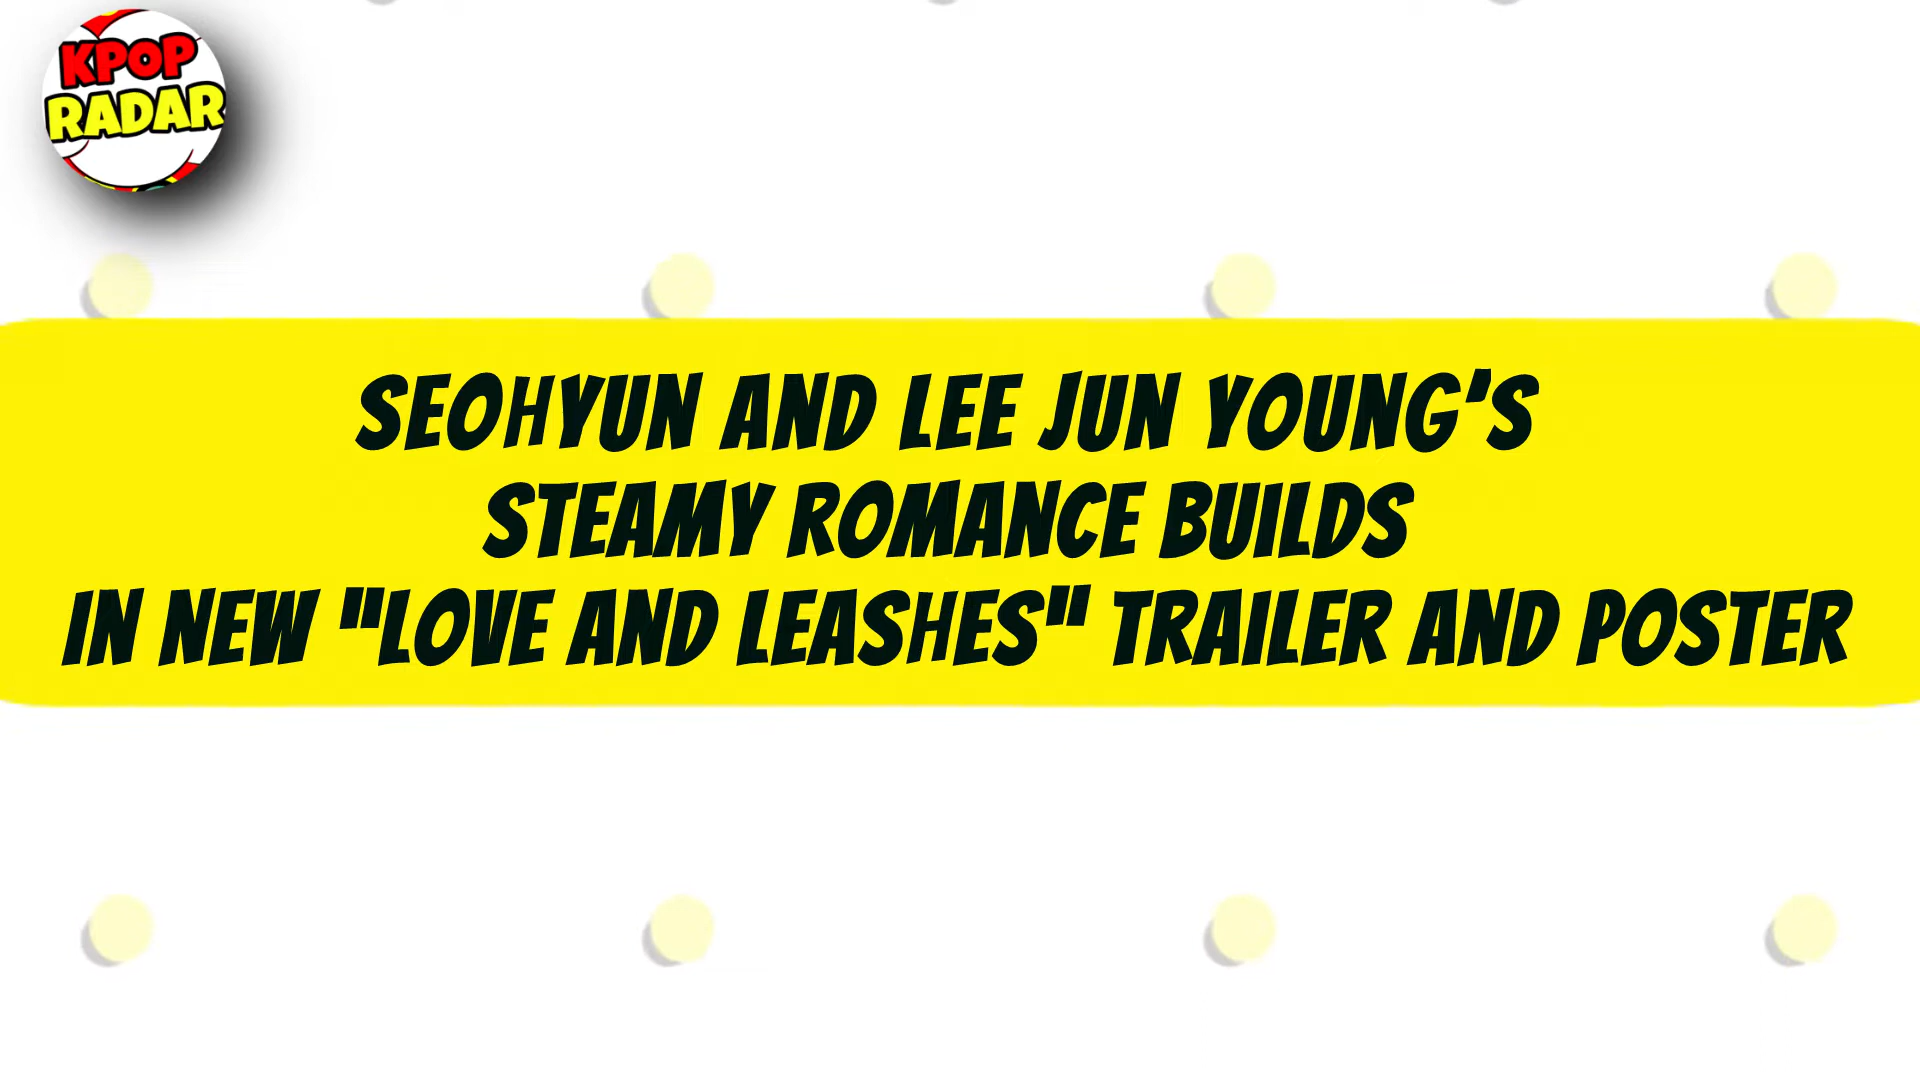 KPOP
RADAR
SEOHYUN AND LEE JUN YOUNG'S
STEAMY ROMANCE BUILDS
IN NEW "LOVE AND LEASHES" TRAILER AND POSTER